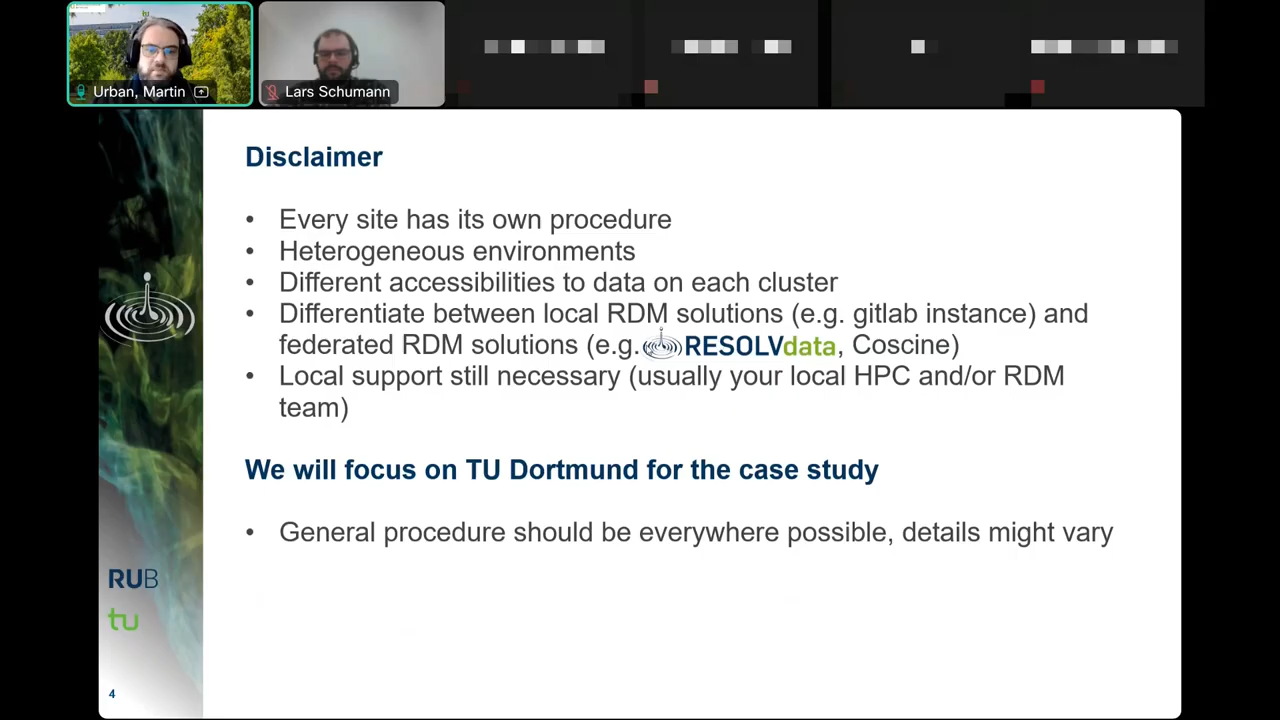 Urban, Martin
Lars Schumann
Disclaimer
• Every site has its own procedure
• Heterogeneous environments
• Different accessibilities to data on each cluster
• Differentiate between local RDM solutions (e.g. gitlab instance) and
federated RDM solutions (e.g. RESOLVdata, Coscine)
• Local support still necessary (usually your local HPC and/or RDM
team)
We will focus on TU Dortmund for the case study
• General procedure should be everywhere possible, details might vary
RUB
tu
4